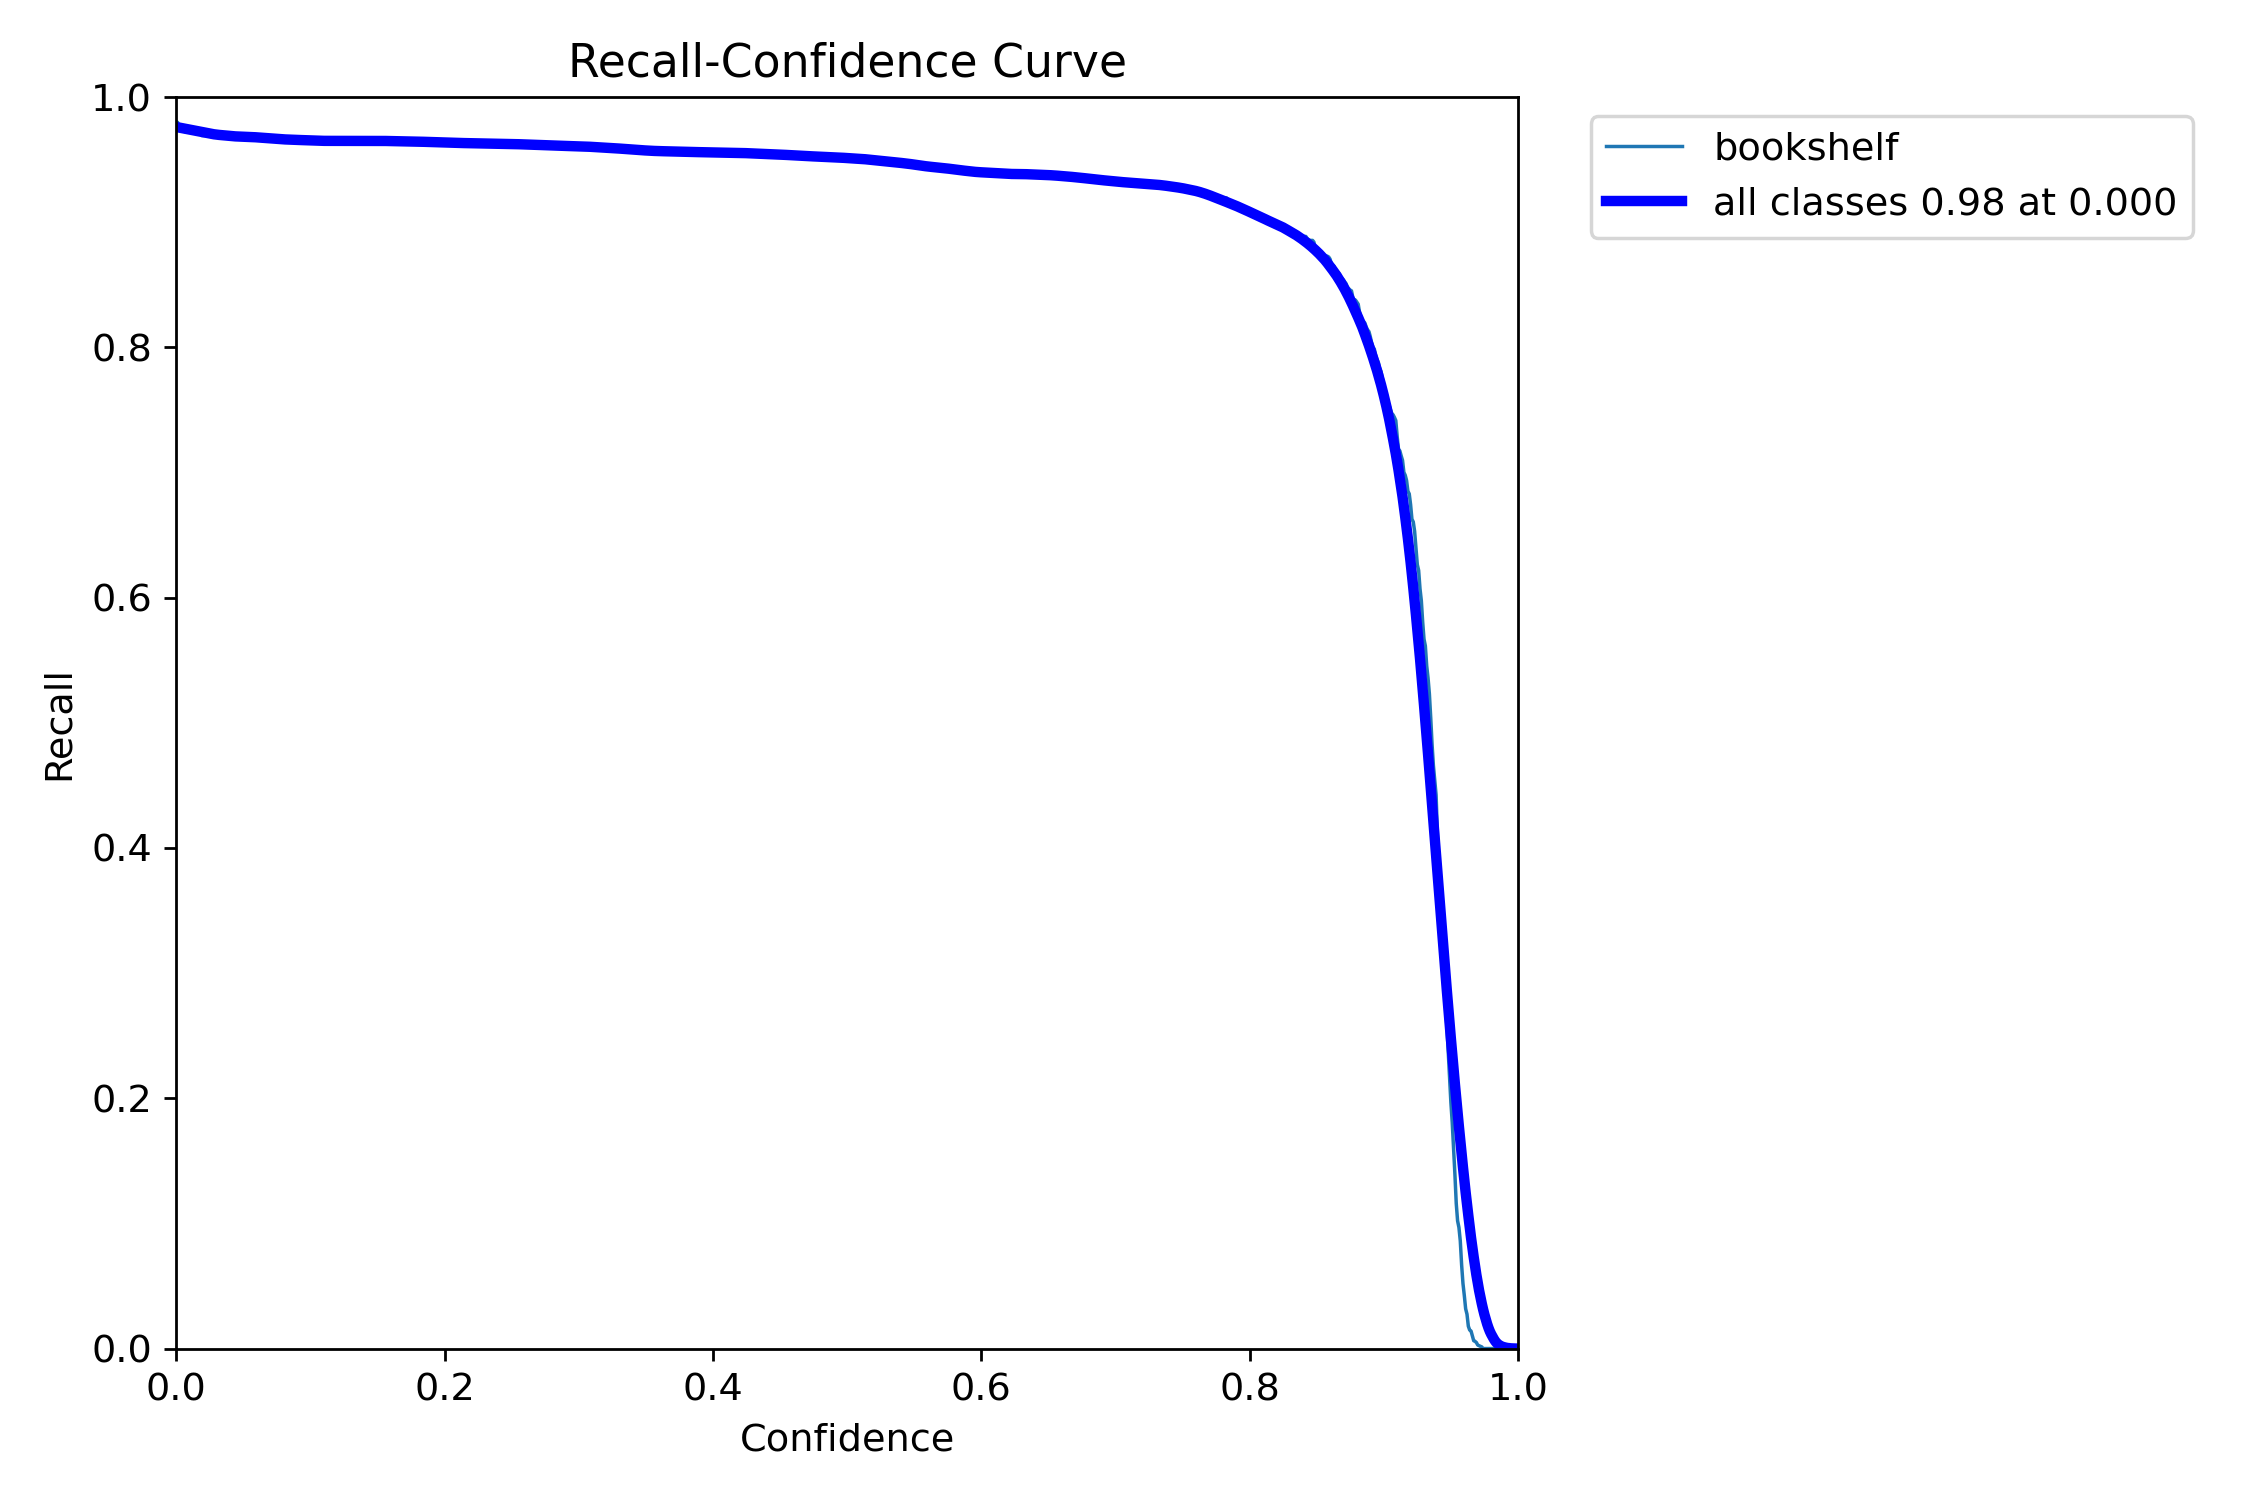 Recall-Confidence Curve
bookshelf
all classes 0.98 at 0.000
1.0
0.8
0.6
0.4
0.2
0.0
Recall
0.0 0.2 0.4 0.6 0.8 1.0
Confidence